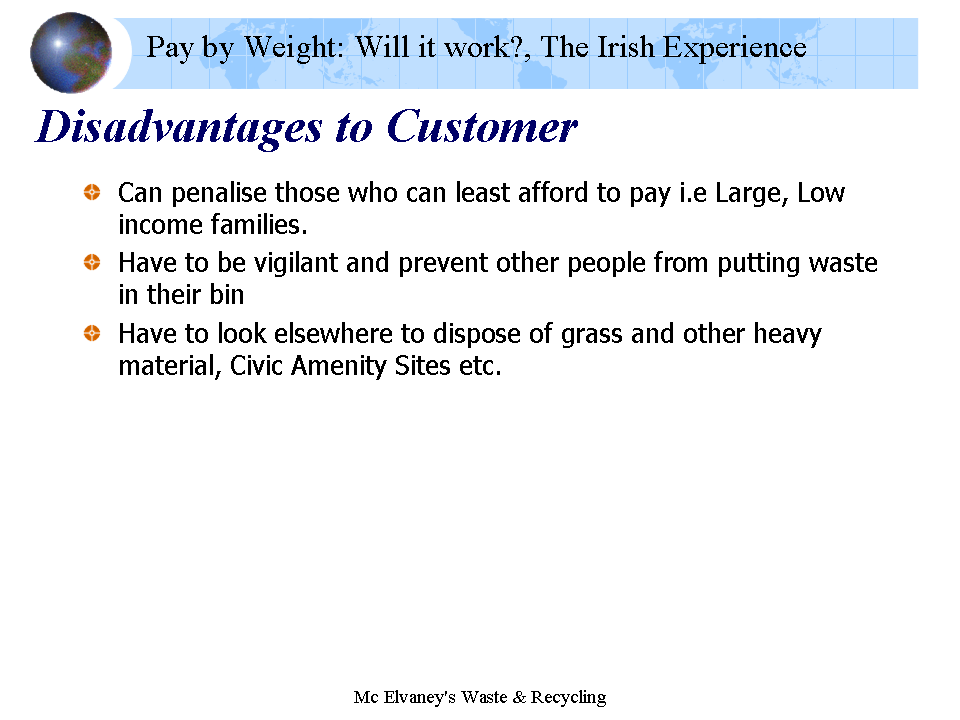 Pay by Weight: Will it work?, The Irish Experience
Disadvantages to Customer
Can penalise those who can least afford to pay i.e Large, Low
income families.
Have to be vigilant and prevent other people from putting waste
in their bin
Have to look elsewhere to dispose of grass and other heavy
material, Civic Amenity Sites etc.
Mc Elvaney's Waste & Recycling